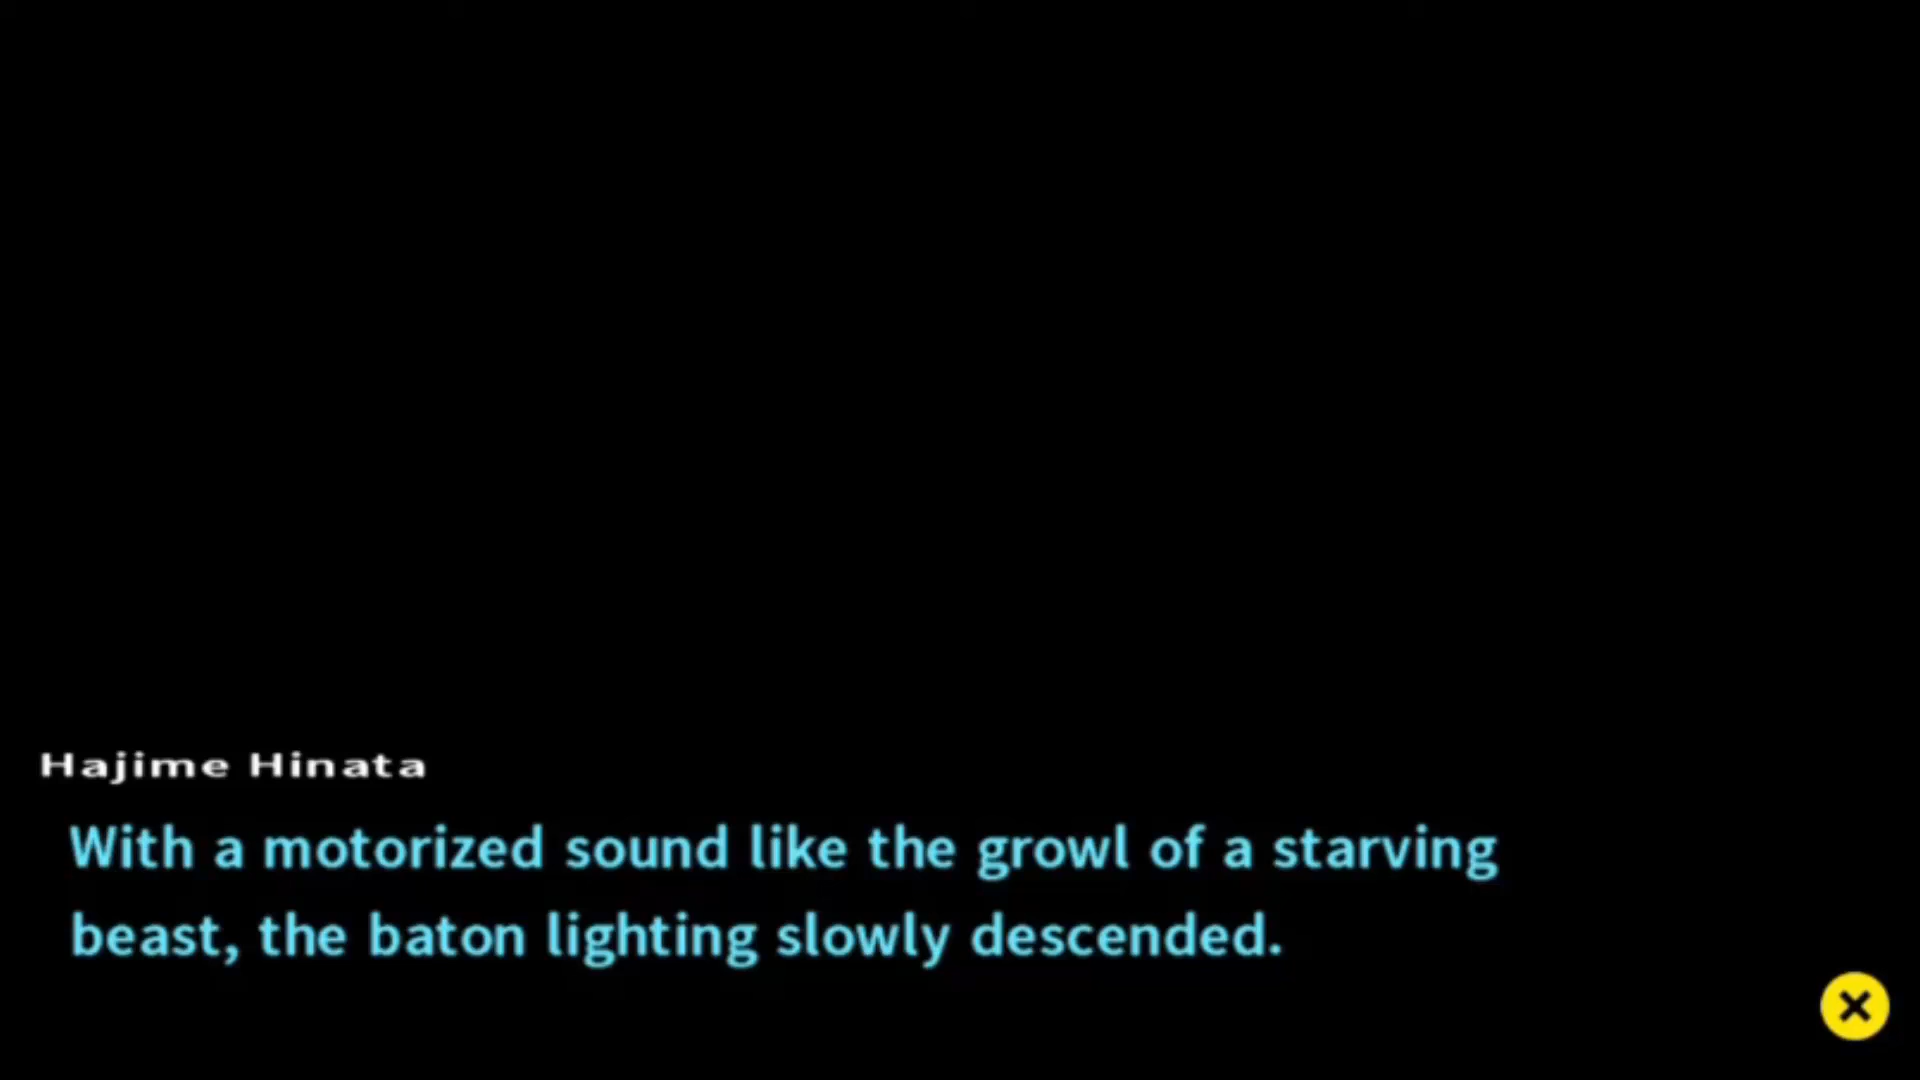 Hajime Hinata
With a motorized sound like the growl of a starving
beast, the baton lighting slowly descended.